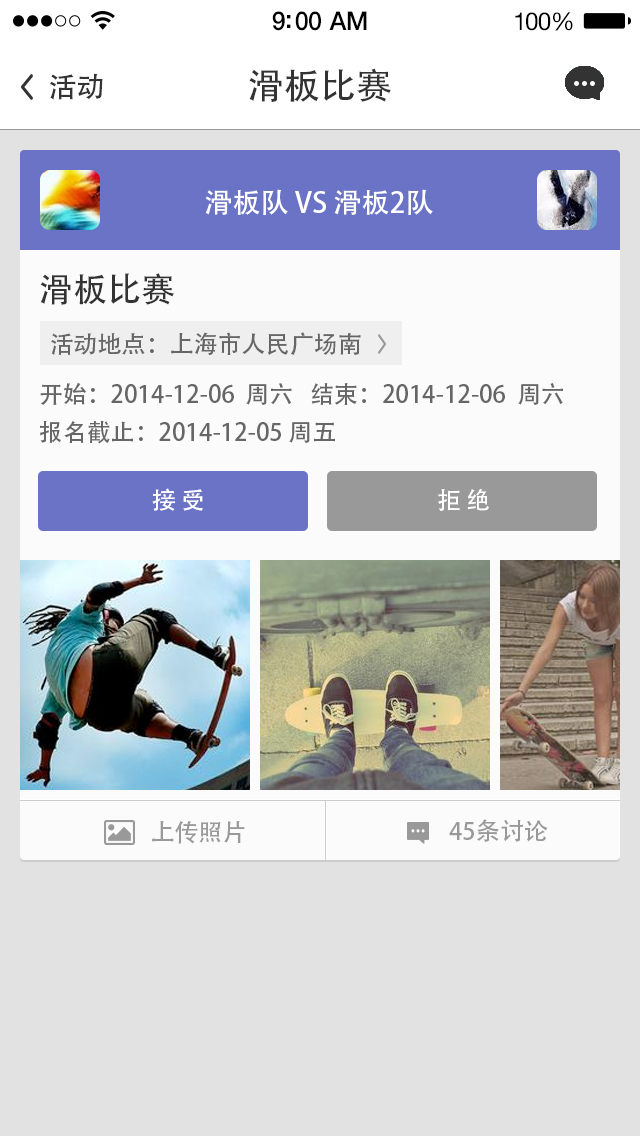 9:00 AM 100%
活动 滑板比赛
滑板队 VS 滑板2队
滑板比赛
活动地点：上海市人民广场南
开始：2014-12-06 周六 结束：2014-12-06 周六
报名截止：2014-12-05 周五
接受 拒绝
上传照片 45条讨论